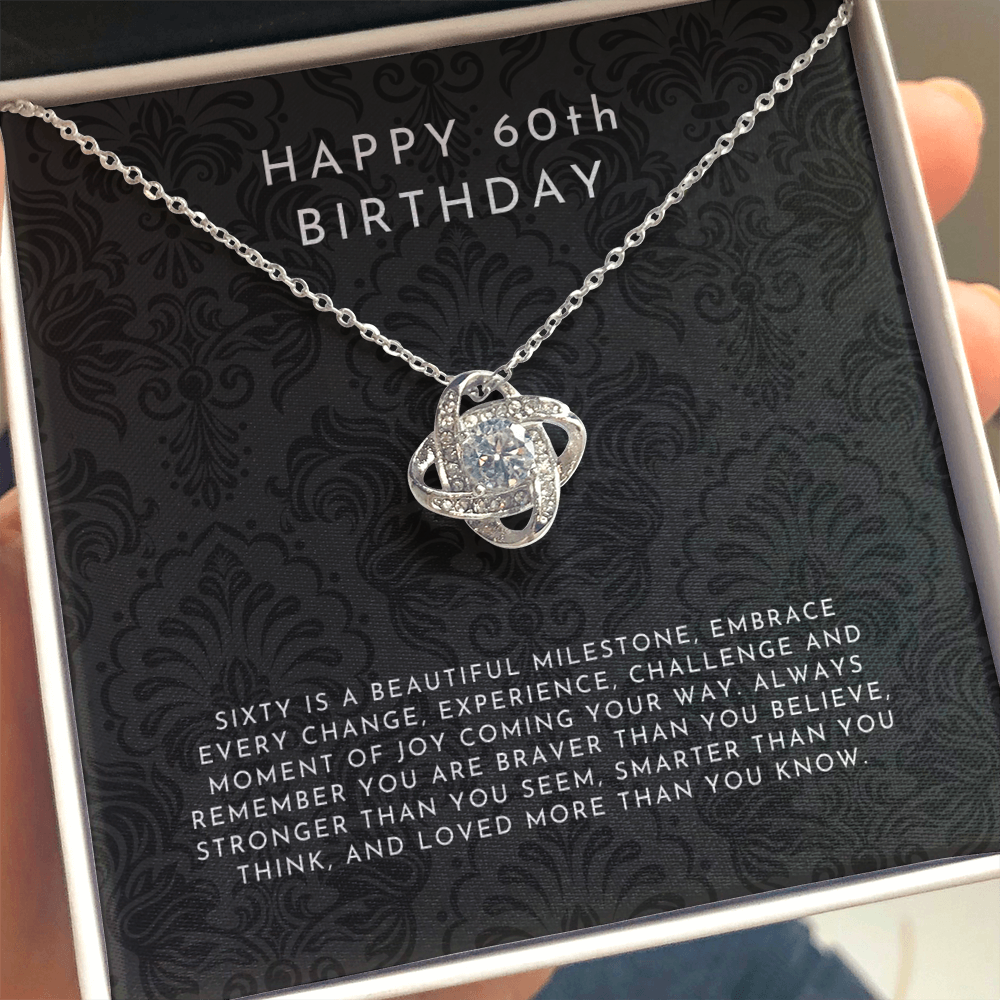 HAPPY 60th
BIRTHDAY
SIXTY IS A BEAUTIFUL MILESTONE, EMBRACE
EVERY CHANGE, EXPERIENCE, CHALLENGE AND
MOMENT OF JOY COMING YOUR WAY. ALWAYS
REMEMBER YOU ARE BRAVER THAN YOU BELIEVE,
STRONGER THAN YOU SEEM, SMARTER THAN YOU
THINK, AND LOVED MORE THAN YOU KNOW.